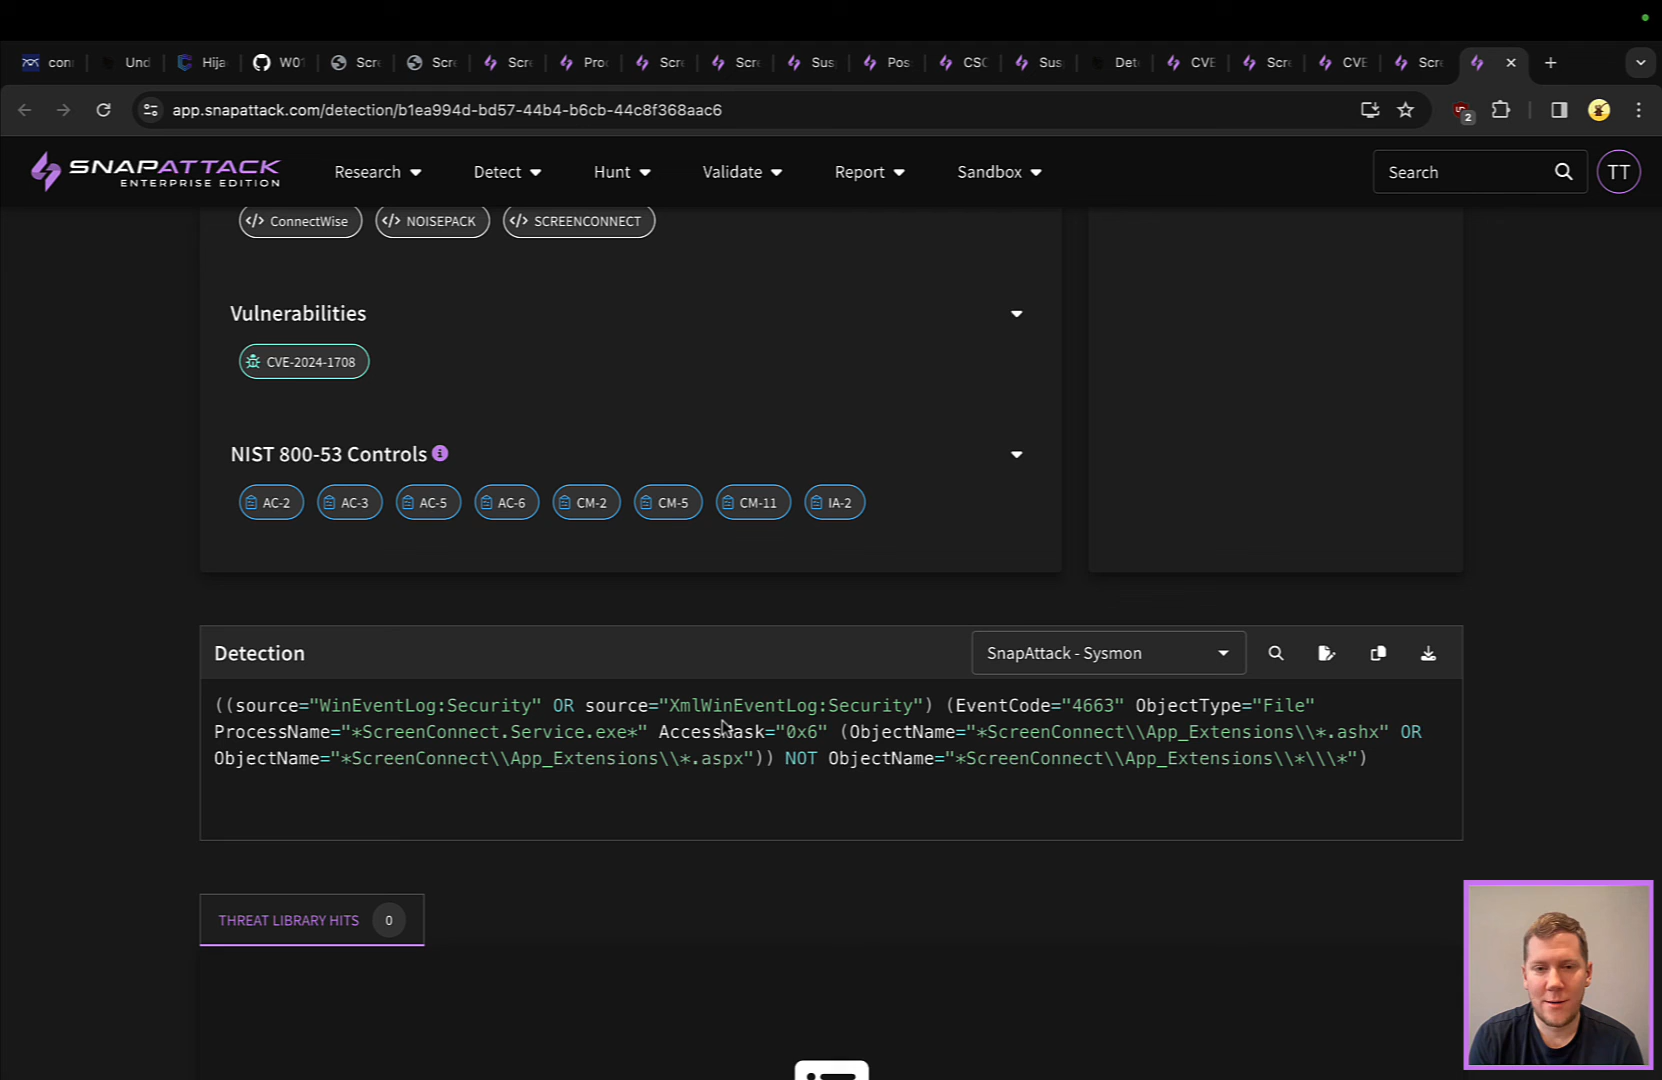 con
Und
Hija
W01
Scr
Scr
Scr
Pro
Scr
Scr
Sus
Pos
CSC
Sus
Det
CVE
Scr
CVE
Scr
app.snapattack.com/detection/b1ea994d-bd57-44b4-b6cb-44c8f368aac6
2
SNAPATTACK
ENTERPRISE EDITION
Research
Detect
Hunt
Validate
Report
Sandbox
Search
TT
</> ConnectWise
</> NOISEPACK
</> SCREENCONNECT
Vulnerabilities
CVE-2024-1708
NIST 800-53 Controls
AC-2
AC-3
AC-5
AC-6
CM-2
CM-5
CM-11
IA-2
Detection
SnapAttack - Sysmon
((source="WinEventLog:Security" OR source="XmlWinEventLog:Security") (EventCode="4663" ObjectType="File"
ProcessName="*ScreenConnect.Service.exe*" AccessMask="0x6" (ObjectName="*ScreenConnect\\App_Extensions\\*.ashx" OR
ObjectName="*ScreenConnect\\App_Extensions\\*.aspx")) NOT ObjectName="*ScreenConnect\\App_Extensions\\*\\\*")
THREAT LIBRARY HITS 0